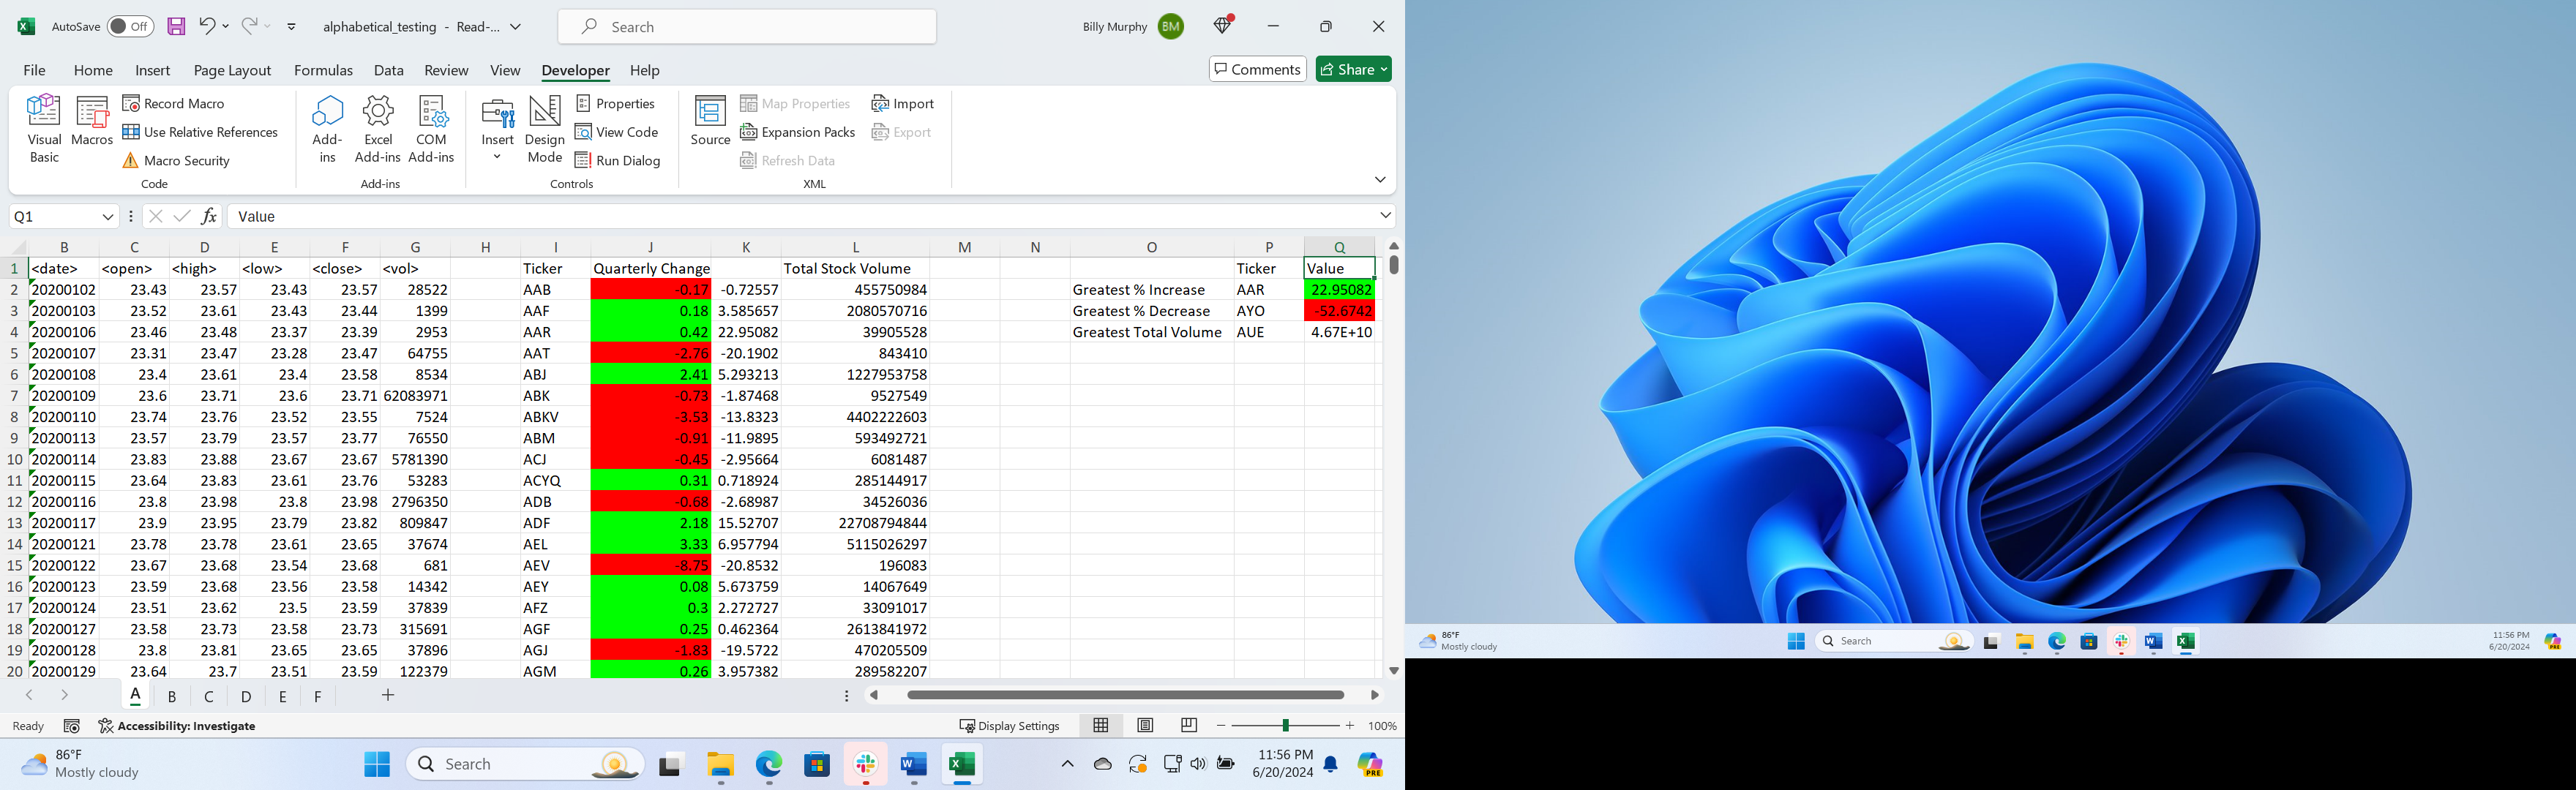 AutoSave Off alphabetical_testing - Read-... Search Billy Murphy BM
File Home Insert Page Layout Formulas Data Review View Developer Help Comments Share
Visual Basic
Macros
Record Macro
Use Relative References
Macro Security
Code
Add-ins
Excel Add-ins
COM Add-ins
Add-ins
Insert
Design Mode
Properties
View Code
Run Dialog
Controls
Source
Map Properties
Expansion Packs
Refresh Data
Import
Export
XML
Q1 fx Value
B C D E F G H I J K L M N O P Q
1 <date> <open> <high> <low> <close> <vol> Ticker Quarterly Change Total Stock Volume Ticker Value
2 20200102 23.43 23.57 23.43 23.57 28522 AAB -0.17 -0.72557 455750984 Greatest % Increase AAR 22.95082
3 20200103 23.52 23.61 23.43 23.44 1399 AAF 0.18 3.585657 2080570716 Greatest % Decrease AYO -52.6742
4 20200106 23.46 23.48 23.37 23.39 2953 AAR 0.42 22.95082 39905528 Greatest Total Volume AUE 4.67E+10
5 20200107 23.31 23.47 23.28 23.47 64755 AAT -2.76 -20.1902 843410
6 20200108 23.4 23.61 23.4 23.58 8534 ABJ 2.41 5.293213 1227953758
7 20200109 23.6 23.71 23.6 23.71 62083971 ABK -0.73 -1.87468 9527549
8 20200110 23.74 23.76 23.52 23.55 7524 ABKV -3.53 -13.8323 4402222603
9 20200113 23.57 23.79 23.57 23.77 76550 ABM -0.91 -11.9895 593492721
10 20200114 23.83 23.88 23.67 23.67 5781390 ACJ -0.45 -2.95664 6081487
11 20200115 23.64 23.83 23.61 23.76 53283 ACYQ 0.31 0.718924 285144917
12 20200116 23.8 23.98 23.8 23.98 2796350 ADB -0.68 -2.68987 34526036
13 20200117 23.9 23.95 23.79 23.82 809847 ADF 2.18 15.52707 22708794844
14 20200121 23.78 23.78 23.61 23.65 37674 AEL 3.33 6.957794 5115026297
15 20200122 23.67 23.68 23.54 23.68 681 AEV -8.75 -20.8532 196083
16 20200123 23.59 23.68 23.56 23.58 14342 AEY 0.08 5.673759 14067649
17 20200124 23.51 23.62 23.5 23.59 37839 AFZ 0.3 2.272727 33091017
18 20200127 23.58 23.73 23.58 23.73 315691 AGF 0.25 0.462364 2613841972
19 20200128 23.8 23.81 23.65 23.65 37896 AGJ -1.83 -19.5722 470205509
20 20200129 23.64 23.7 23.51 23.59 122379 AGM 0.26 3.957382 289582207
A B C D E F
Ready Accessibility: Investigate Display Settings 100%
86°F
Mostly cloudy
Search
PRE
11:56 PM
6/20/2024
86°F
Mostly cloudy
Search
11:56 PM
6/20/2024
PRE